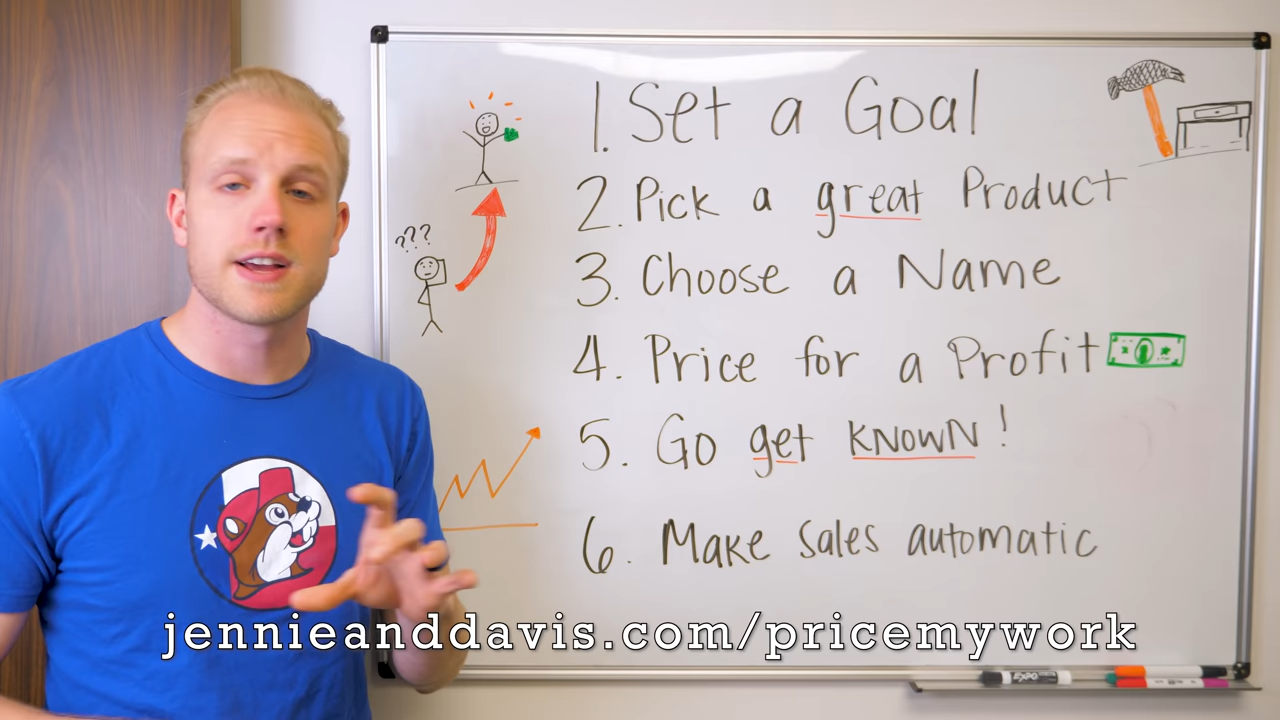 1. Set a Goal
2. Pick a great Product
???
3. Choose a Name
4. Price for a Profit
5. Go get KNOWN!
6. Make Sales automatic
jennieanddavis.com/pricemywork
EXPO